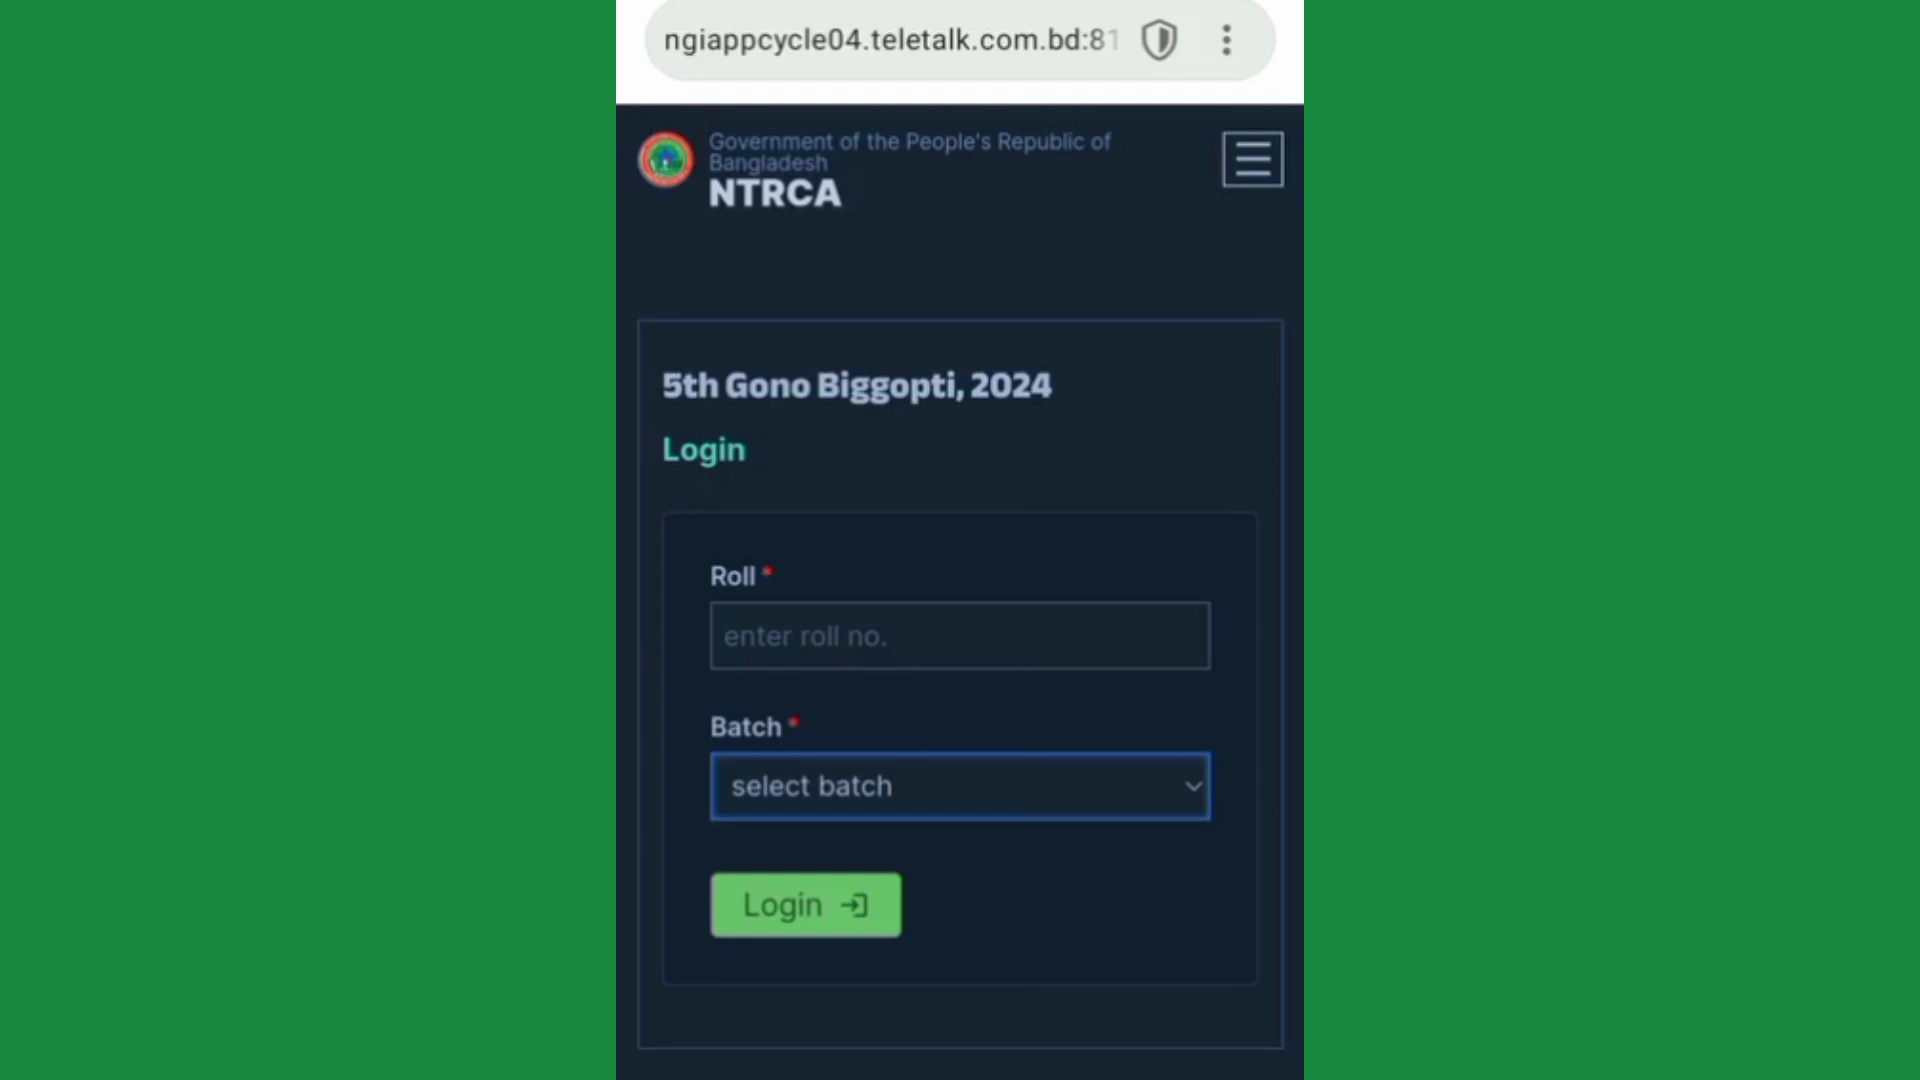 ngiappcycle04.teletalk.com.bd:81
Government of the People's Republic of
Bangladesh
NTRCA
5th Gono Biggopti, 2024
Login
Roll *
enter roll no.
Batch *
select batch
Login